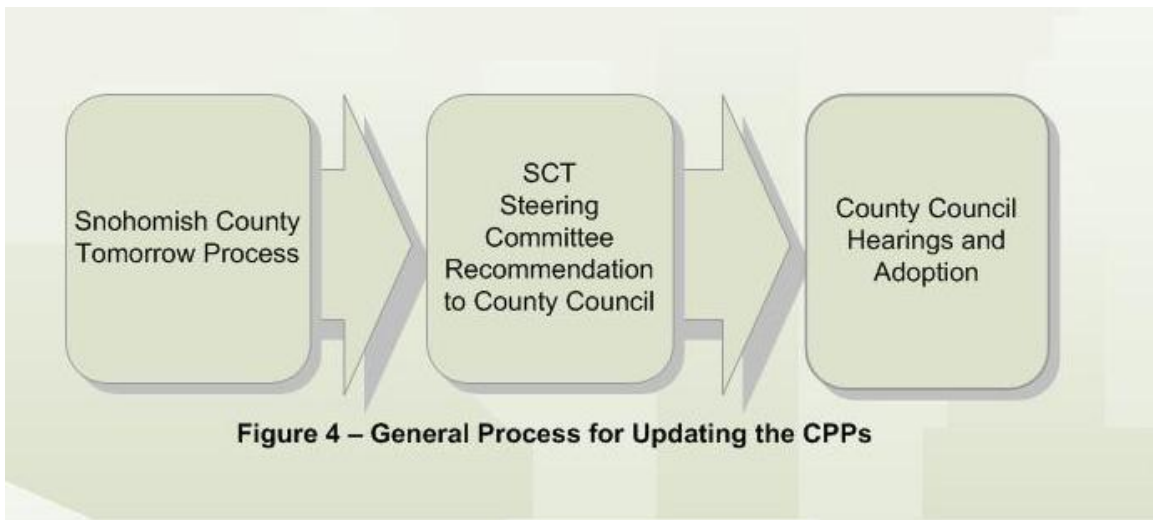 Snohomish County
Tomorrow Process
SCT
Steering
Committee
Recommendation
to County Council
County Council
Hearings and
Adoption
Figure 4 – General Process for Updating the CPPs